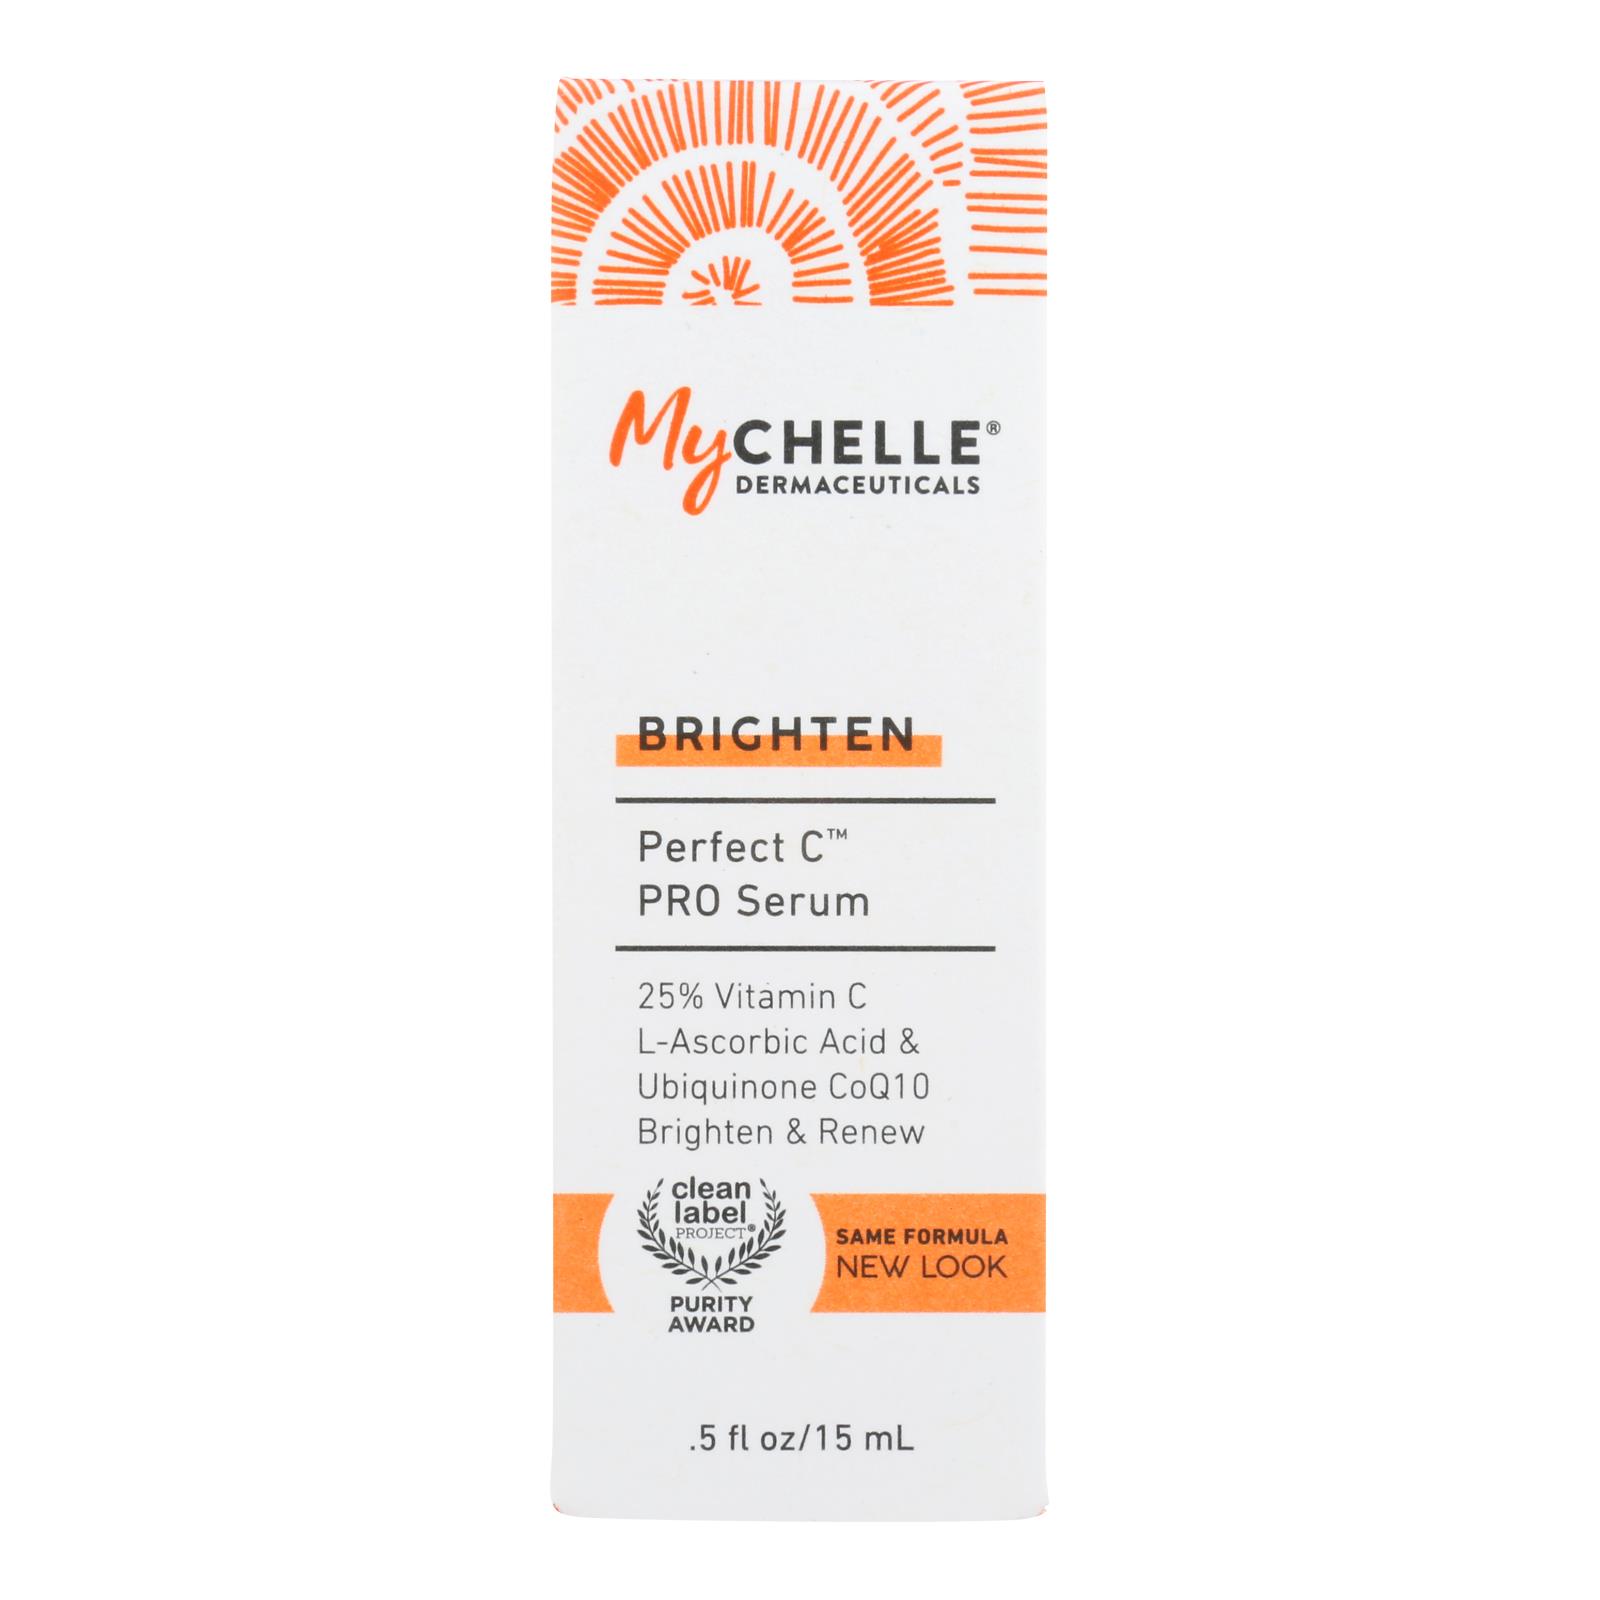 MyCHELLE®
DERMACEUTICALS
BRIGHTEN
Perfect C™
PRO Serum
25% Vitamin C
L-Ascorbic Acid &
Ubiquinone CoQ10
Brighten & Renew
clean
label
PROJECT®
PURITY
AWARD
SAME FORMULA
NEW LOOK
.5 fl oz/15 mL